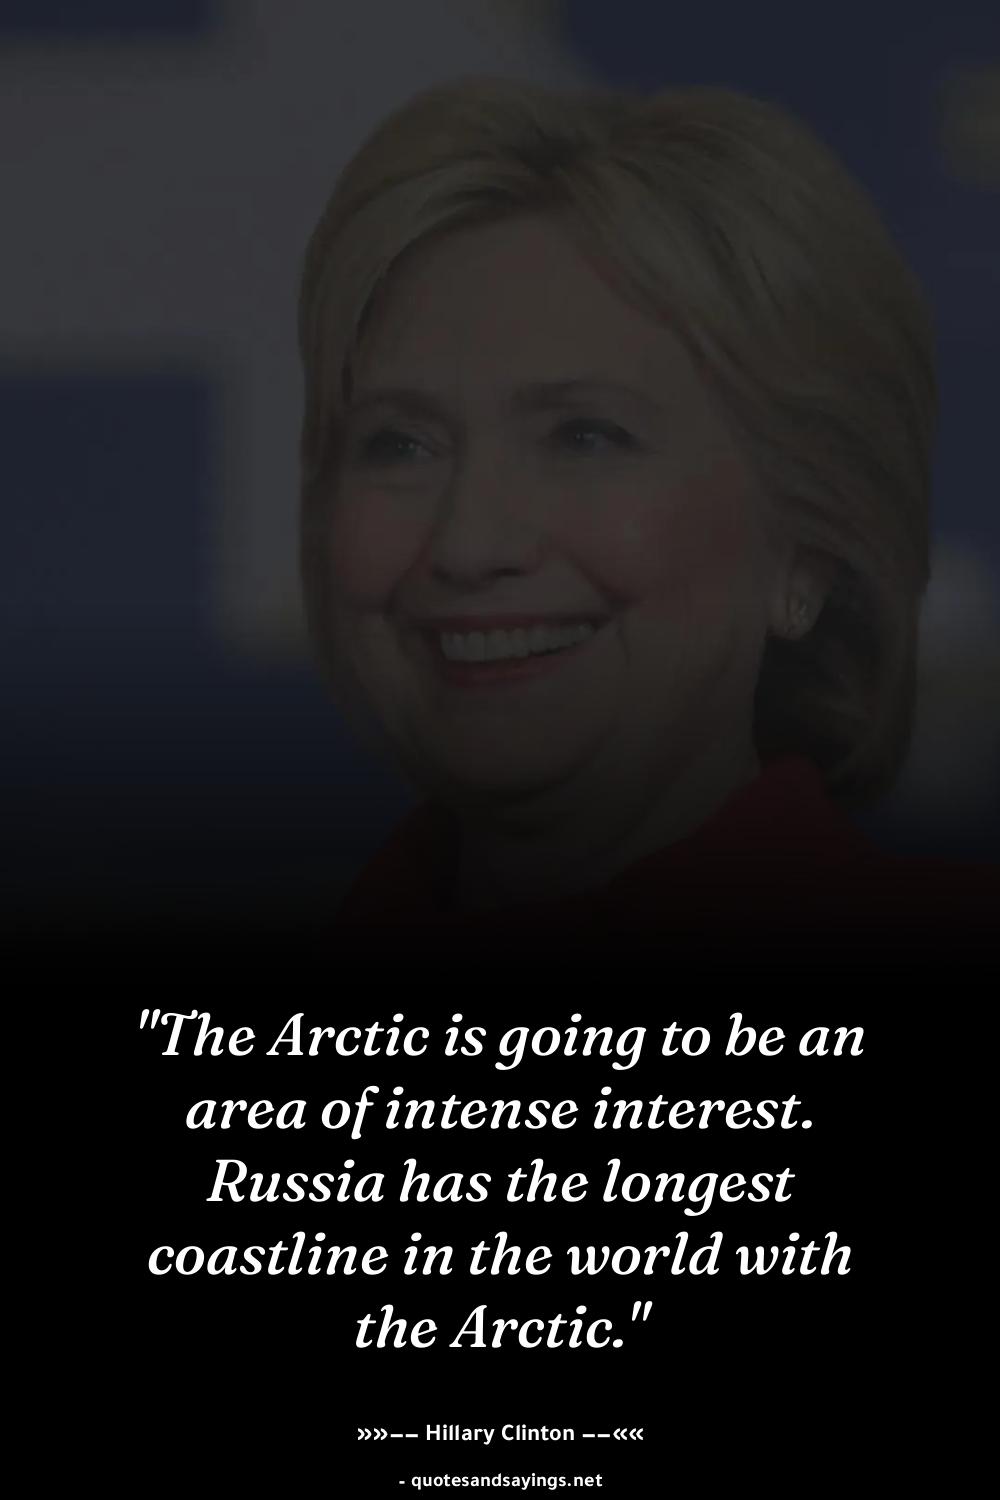 "The Arctic is going to be an
area of intense interest.
Russia has the longest
coastline in the world with
the Arctic."
»»–– Hillary Clinton ––««
- quotesandsayings.net